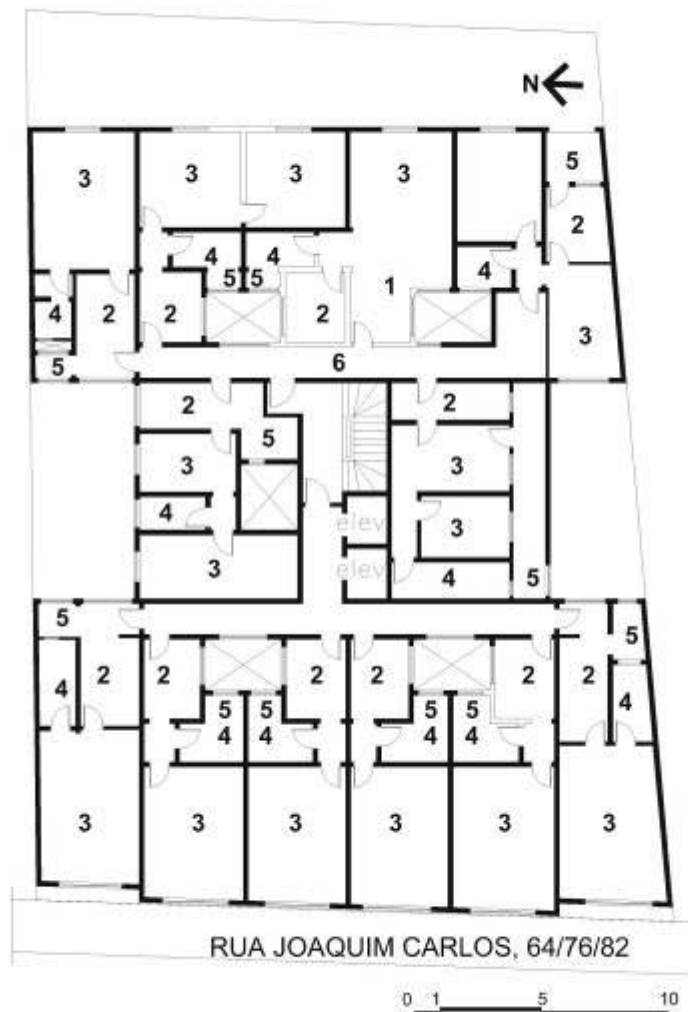 N
5
3 3 3 3
2
4 4 4
5 5
1
4 2 2 2 3
6
5
2 2
5
3 3
4 elev 3
elev
3 4 5
5 5
2 2 2 2 2 2
4 5 5 5 5 4
4 4 4 4
3 3 3 3 3 3
RUA JOAQUIM CARLOS, 64/76/82
0 1 5 10